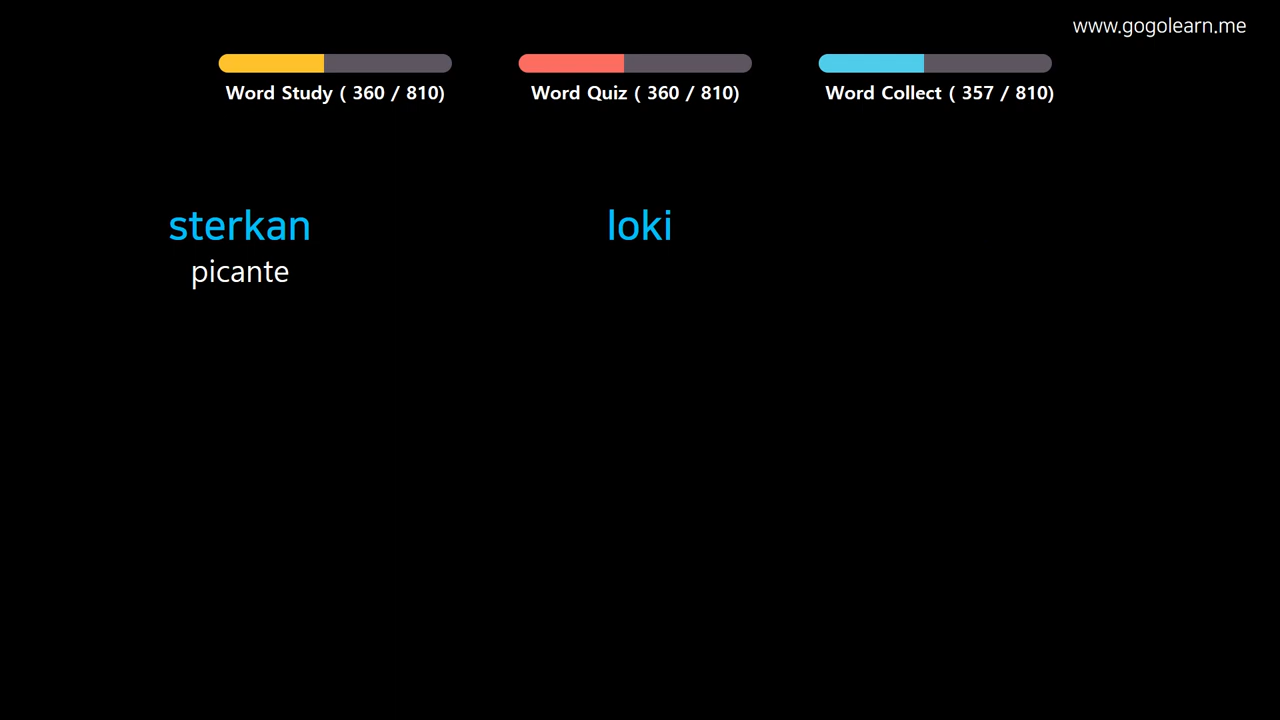 www.gogolearn.me
Word Study ( 360 / 810)
Word Quiz ( 360 / 810)
Word Collect ( 357 / 810)
sterkan
picante
loki